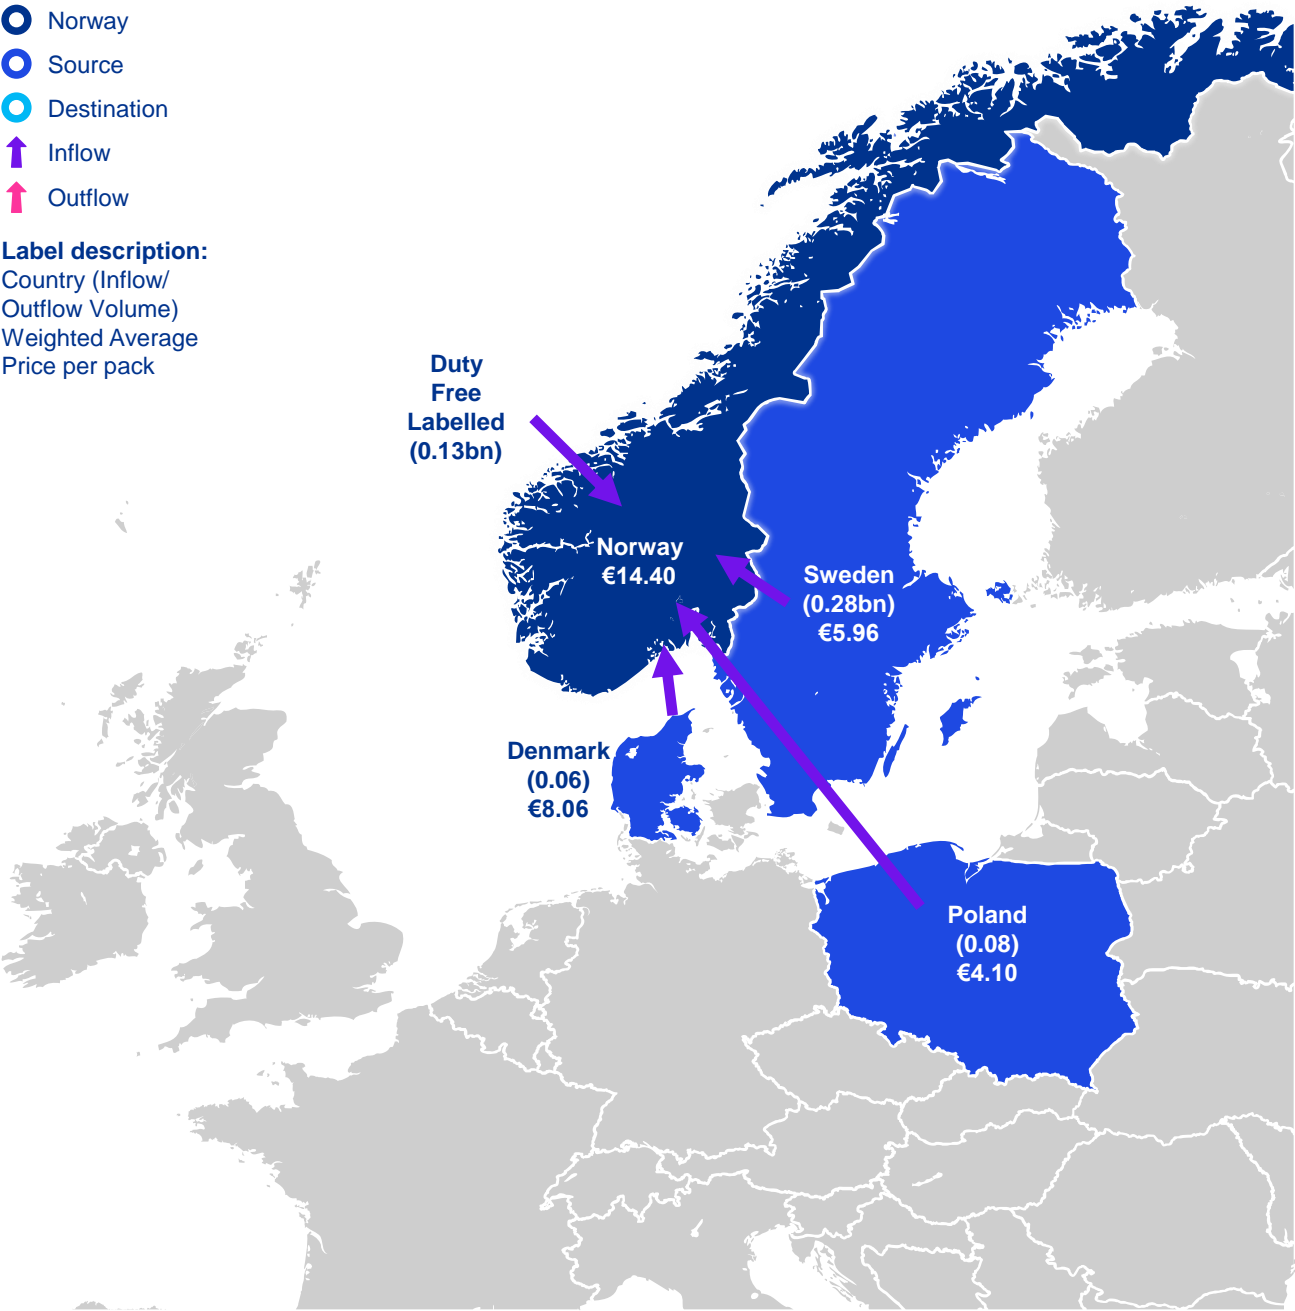 Norway
Source
Destination
Inflow
Outflow
Label description:
Country (Inflow/
Outflow Volume)
Weighted Average
Price per pack
Duty
Free
Labelled
(0.13bn)
Norway
€14.40
Sweden
(0.28bn)
€5.96
Denmark
(0.06)
€8.06
Poland
(0.08)
€4.10